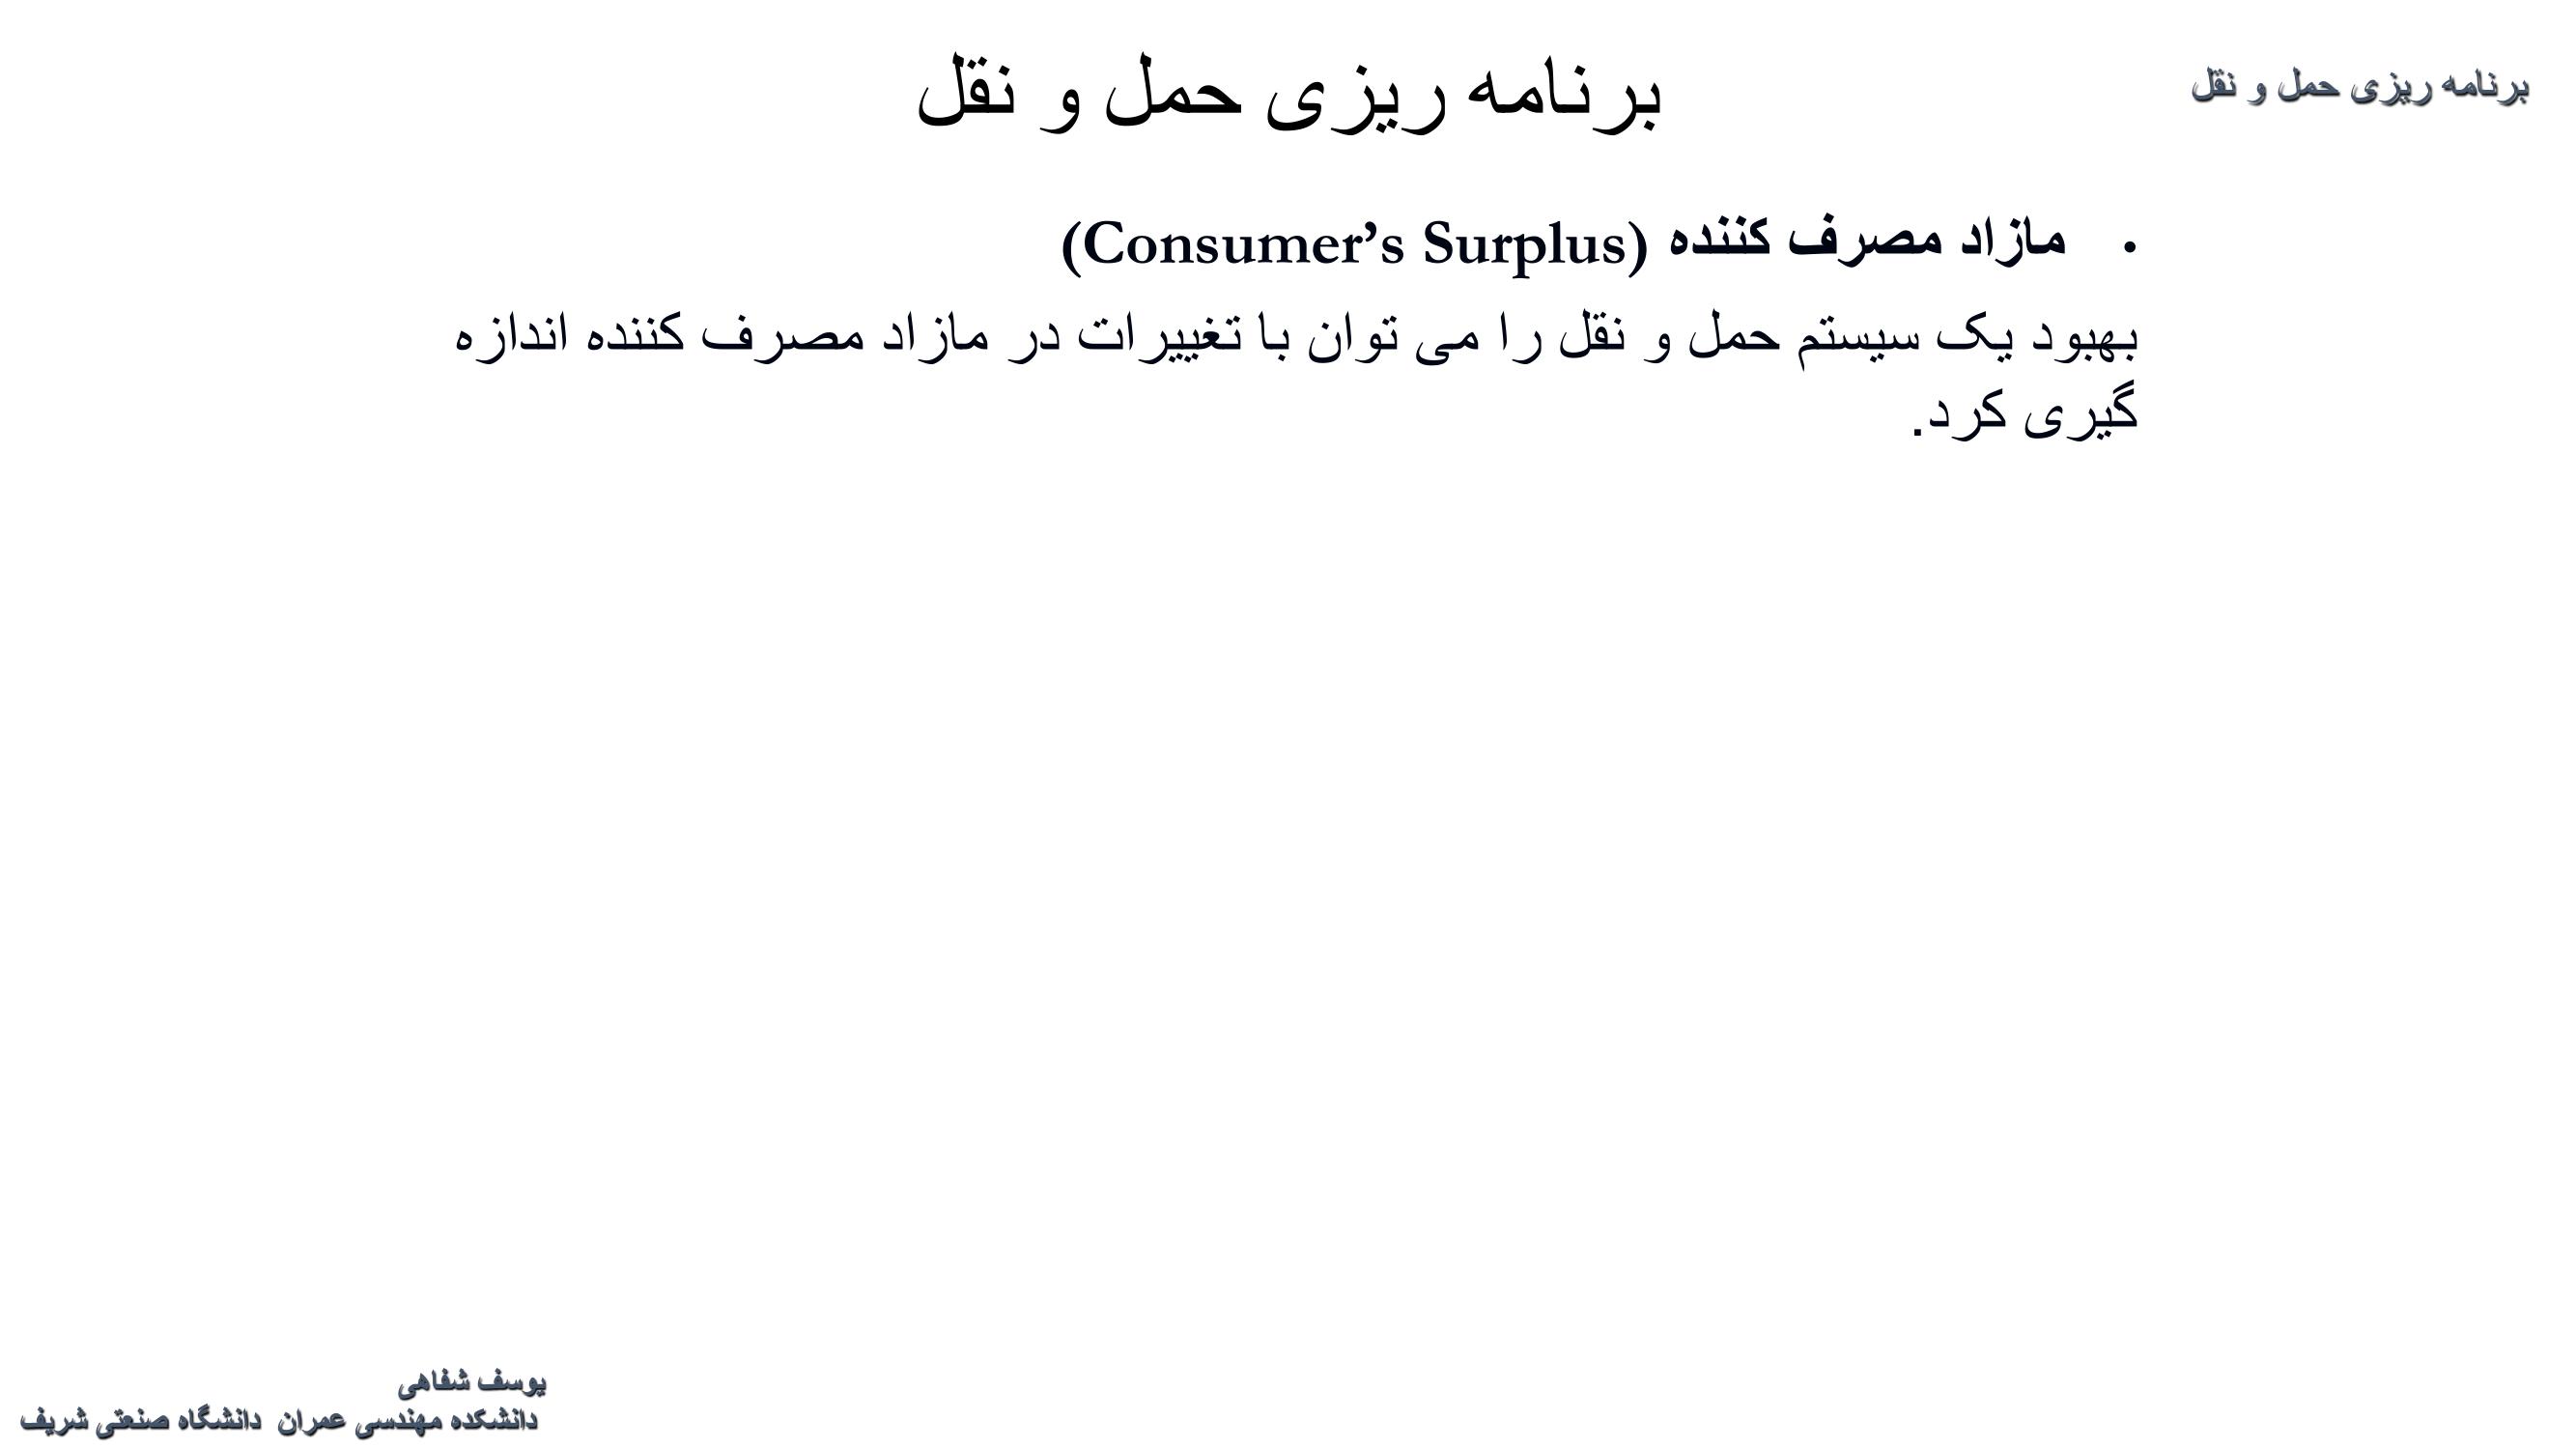 برنامه ریزی حمل و نقل
برنامه ریزی حمل و نقل
• مازاد مصرف کننده (Consumer’s Surplus)
بهبود یک سیستم حمل و نقل را می توان با تغییرات در مازاد مصرف کننده اندازه
گیری کرد.
یوسف شفاهی
دانشکده مهندسی عمران دانشگاه صنعتی شریف